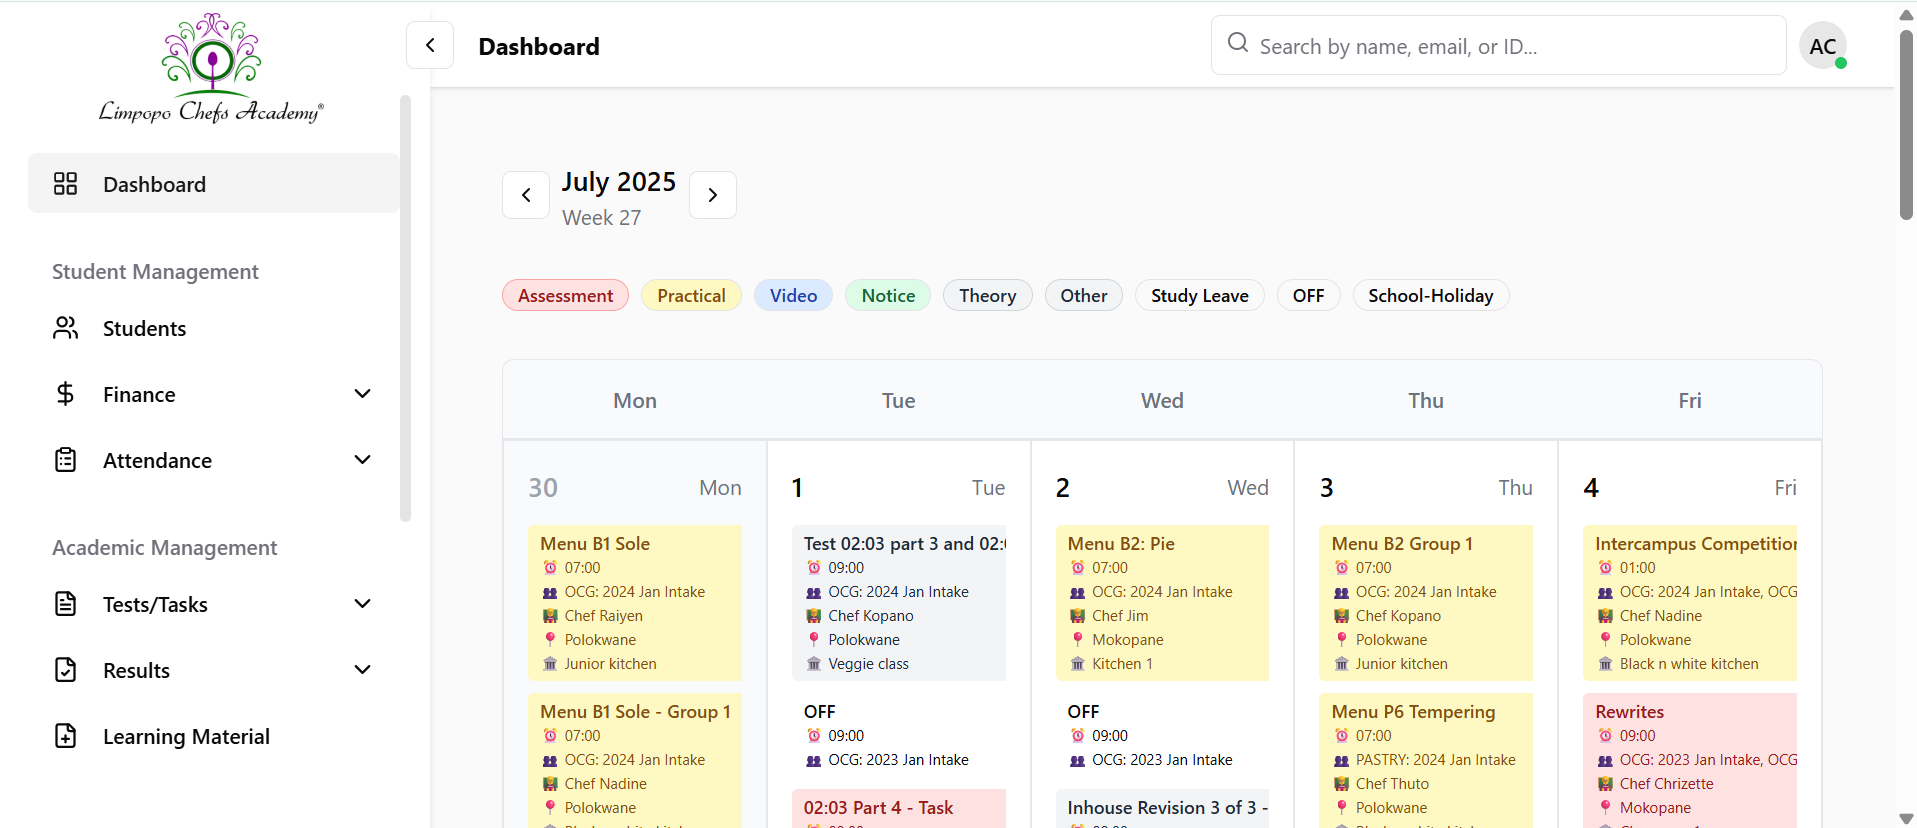 Limpopo Chefs Academy®
Dashboard
Search by name, email, or ID...
AC
Dashboard
Student Management
Students
Finance
Attendance
Academic Management
Tests/Tasks
Results
Learning Material
July 2025
Week 27
Assessment
Practical
Video
Notice
Theory
Other
Study Leave
OFF
School-Holiday
Mon
Tue
Wed
Thu
Fri
30 Mon
Menu B1 Sole
07:00
OCG: 2024 Jan Intake
Chef Raiyen
Polokwane
Junior kitchen
Menu B1 Sole - Group 1
07:00
OCG: 2024 Jan Intake
Chef Nadine
Polokwane
1 Tue
Test 02:03 part 3 and 02:
09:00
OCG: 2024 Jan Intake
Chef Kopano
Polokwane
Veggie class
OFF
09:00
OCG: 2023 Jan Intake
02:03 Part 4 - Task
2 Wed
Menu B2: Pie
07:00
OCG: 2024 Jan Intake
Chef Jim
Mokopane
Kitchen 1
OFF
09:00
OCG: 2023 Jan Intake
Inhouse Revision 3 of 3 -
3 Thu
Menu B2 Group 1
07:00
OCG: 2024 Jan Intake
Chef Kopano
Polokwane
Junior kitchen
Menu P6 Tempering
07:00
PASTRY: 2024 Jan Intake
Chef Thuto
Polokwane
4 Fri
Intercampus Competition
01:00
OCG: 2024 Jan Intake, OCG
Chef Nadine
Polokwane
Black n white kitchen
Rewrites
09:00
OCG: 2023 Jan Intake, OCG
Chef Chrizette
Mokopane